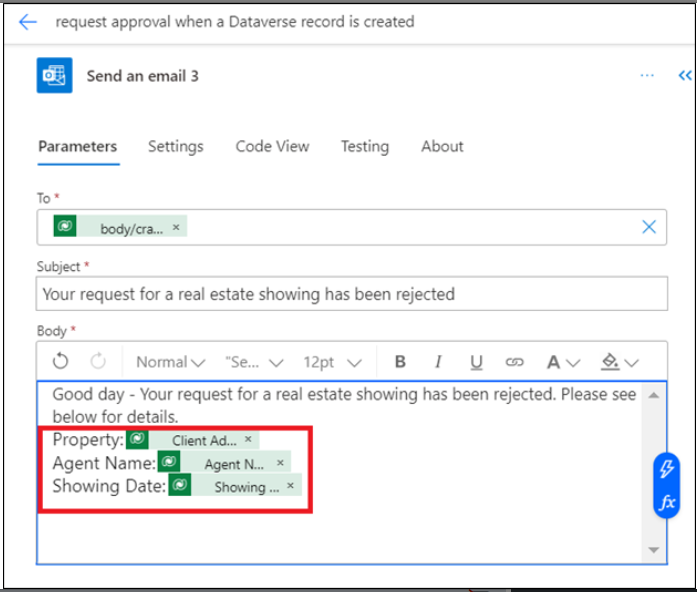 request approval when a Dataverse record is created
Send an email 3
Parameters Settings Code View Testing About
To *
body/cra... ×
Subject *
Your request for a real estate showing has been rejected
Body *
Normal "Se... 12pt B I U A
Good day - Your request for a real estate showing has been rejected. Please see
below for details.
Property: Client Ad... ×
Agent Name: Agent N... ×
Showing Date: Showing ... ×
fx